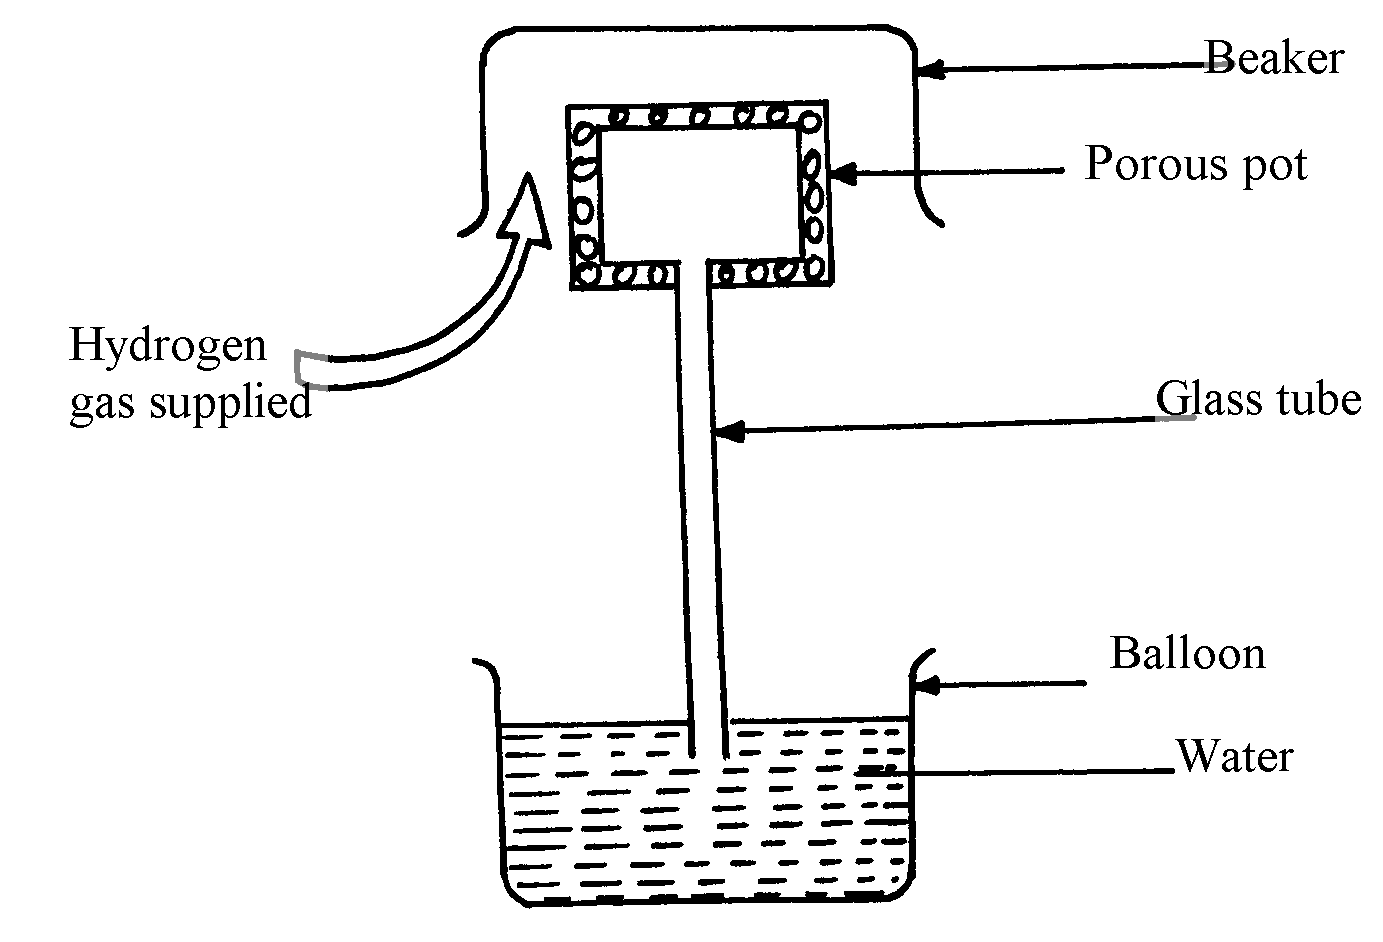 Beaker
Porous pot
Hydrogen
gas supplied
Glass tube
Balloon
Water